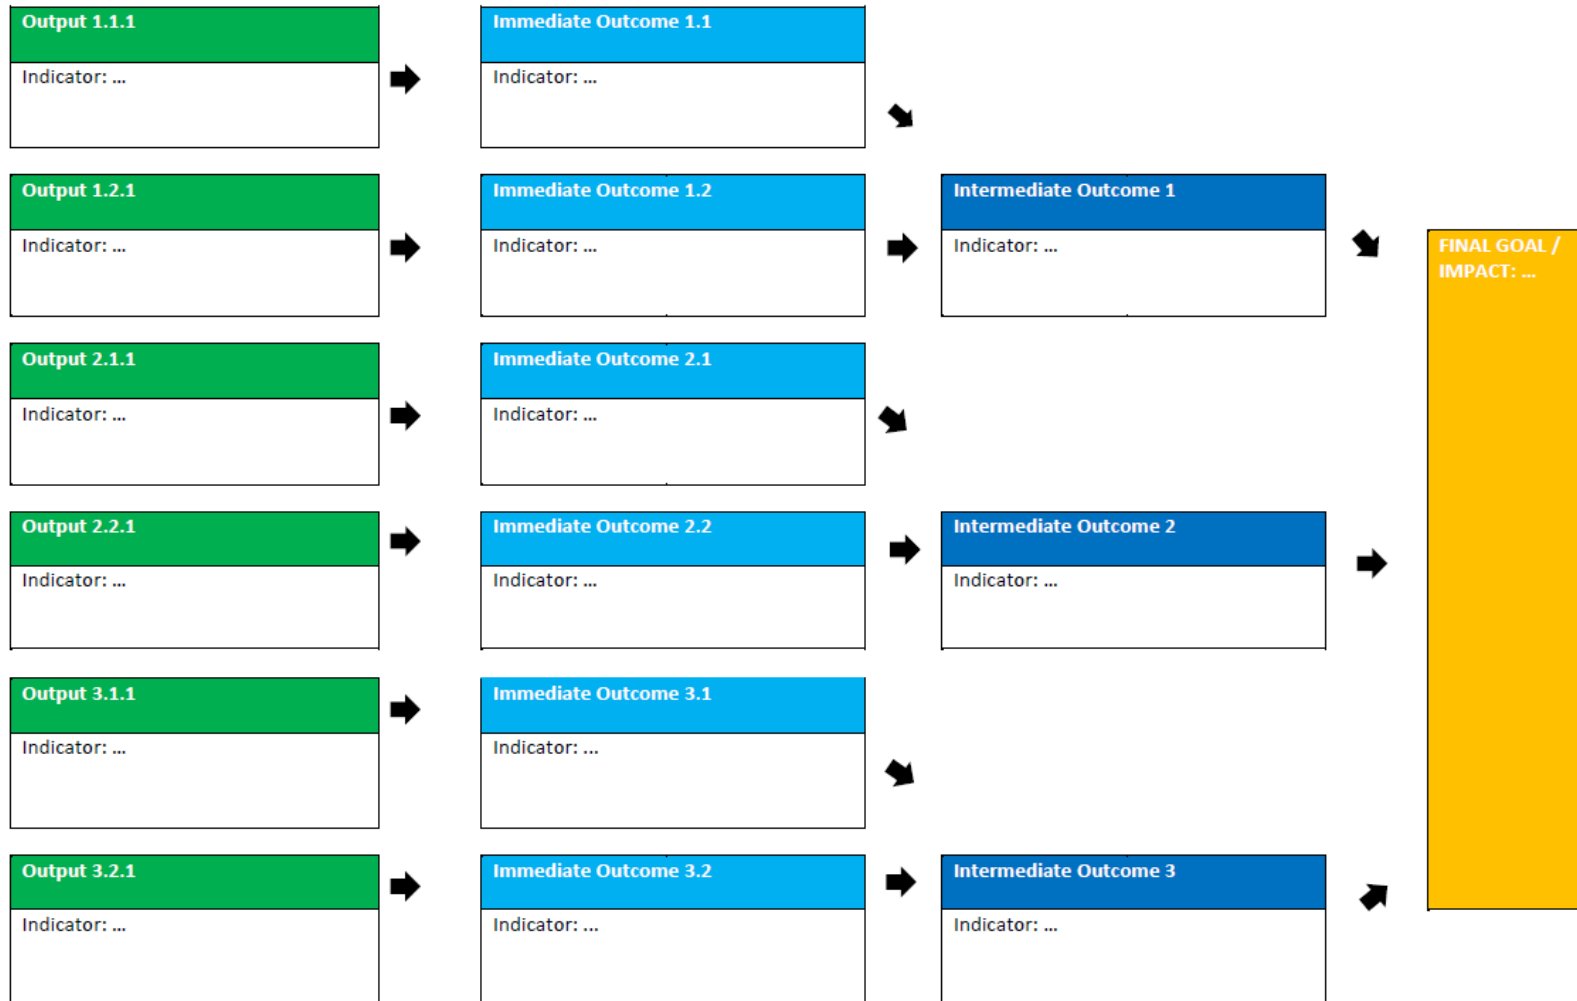 Output 1.1.1
Indicator: ...
Immediate Outcome 1.1
Indicator: ...
Output 1.2.1
Indicator: ...
Immediate Outcome 1.2
Indicator: ...
Intermediate Outcome 1
Indicator: ...
Output 2.1.1
Indicator: ...
Immediate Outcome 2.1
Indicator: ...
Output 2.2.1
Indicator: ...
Immediate Outcome 2.2
Indicator: ...
Intermediate Outcome 2
Indicator: ...
Output 3.1.1
Indicator: ...
Immediate Outcome 3.1
Indicator: ...
Output 3.2.1
Indicator: ...
Immediate Outcome 3.2
Indicator: ...
Intermediate Outcome 3
Indicator: ...
FINAL GOAL /
IMPACT: ...